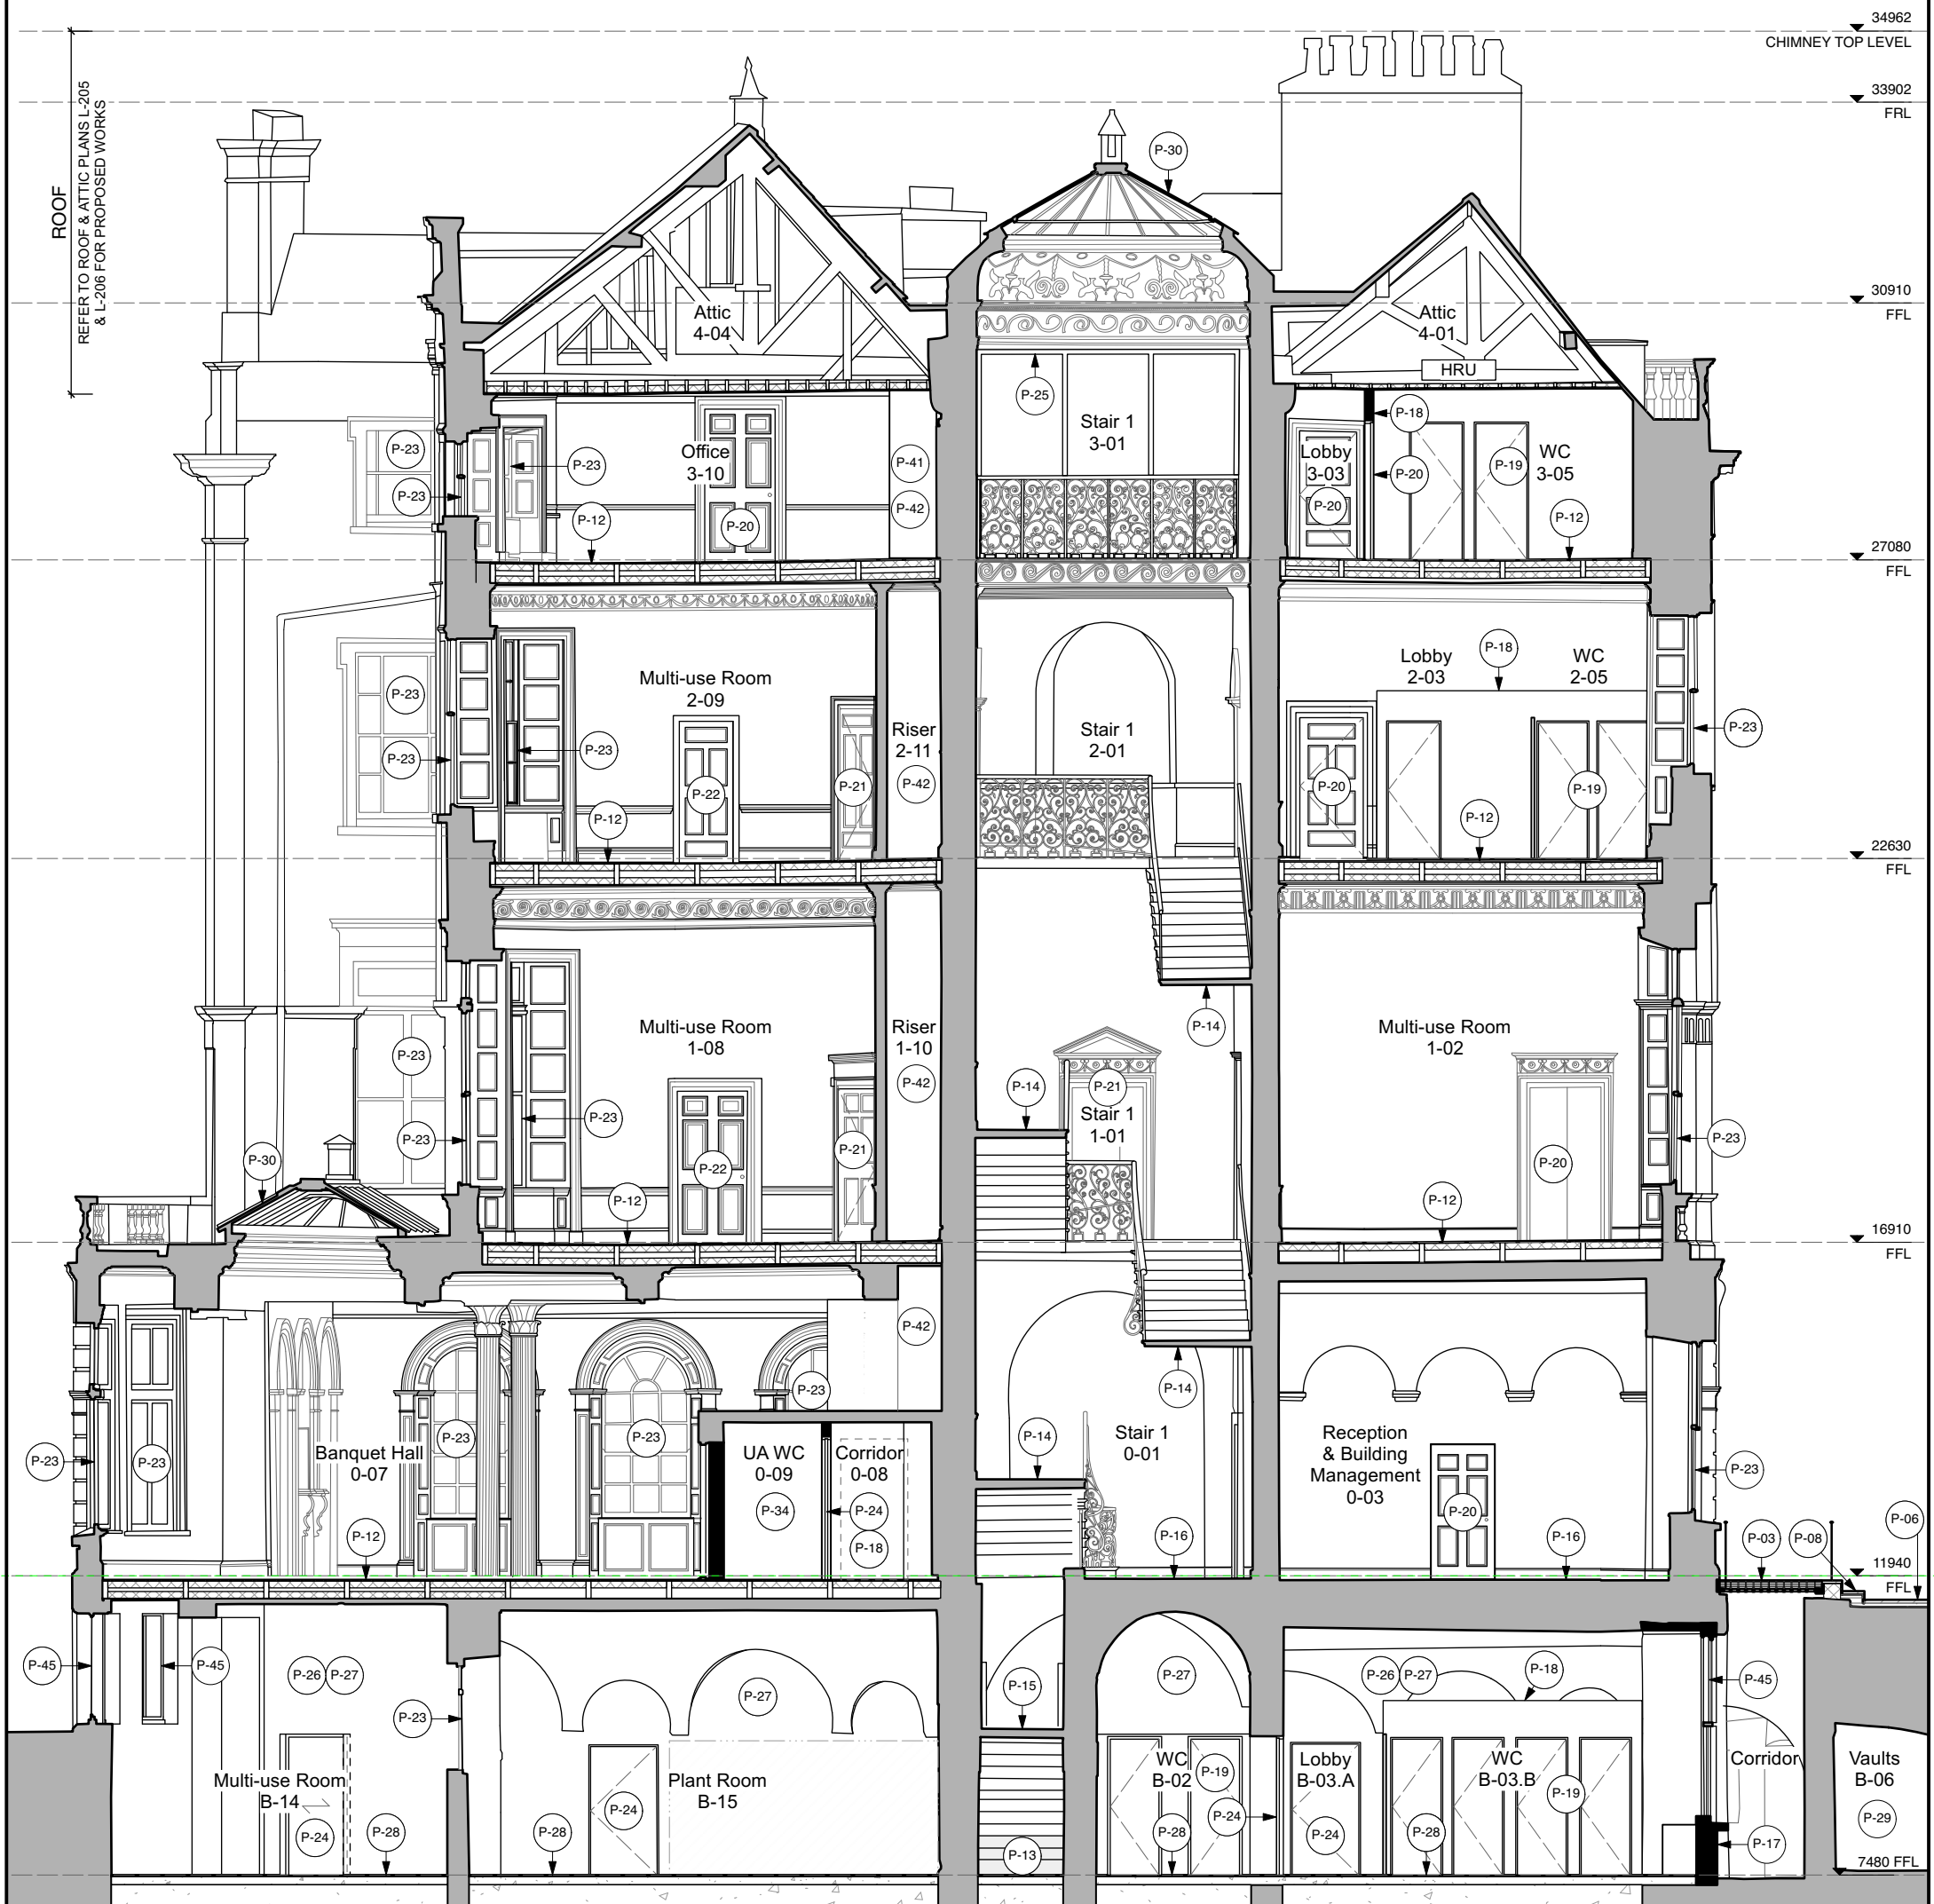 34962
CHIMNEY TOP LEVEL
33902
FRL
ROOF
REFER TO ROOF & ATTIC PLANS L-205
& L-206 FOR PROPOSED WORKS
P-30
30910
FFL
Attic
4-04
Attic
4-01
HRU
P-25
P-18
Stair 1
3-01
P-23
Office
3-10
P-41
Lobby
3-03
P-20
P-19
WC
3-05
P-23
P-23
P-42
P-12
P-20
P-20
P-12
27080
FFL
P-18
Lobby
2-03
WC
2-05
Multi-use Room
2-09
P-23
P-23
P-23
Riser
2-11
Stair 1
2-01
P-23
P-42
P-22
P-21
P-20
P-19
P-12
P-12
22630
FFL
Multi-use Room
1-08
Riser
1-10
P-14
Multi-use Room
1-02
P-23
P-42
P-14
P-21
Stair 1
1-01
P-23
P-23
P-23
P-30
P-21
P-22
P-20
P-12
P-12
16910
FFL
P-42
P-23
P-14
P-23
P-23
P-14
Stair 1
0-01
Reception
& Building
Management
0-03
Banquet Hall
0-07
UA WC
0-09
Corridor
0-08
P-23
P-23
P-23
P-34
P-24
P-18
P-20
P-12
P-16
P-16
P-03
P-08
P-06
11940
FFL
P-45
P-45
P-26
P-27
P-27
P-27
P-26
P-27
P-18
P-45
P-23
P-15
Multi-use Room
B-14
Plant Room
B-15
WC
B-02
P-19
Lobby
B-03.A
WC
B-03.B
P-19
Corridor
Vaults
B-06
P-24
P-24
P-24
P-24
P-29
P-28
P-28
P-13
P-28
P-28
P-17
7480 FFL